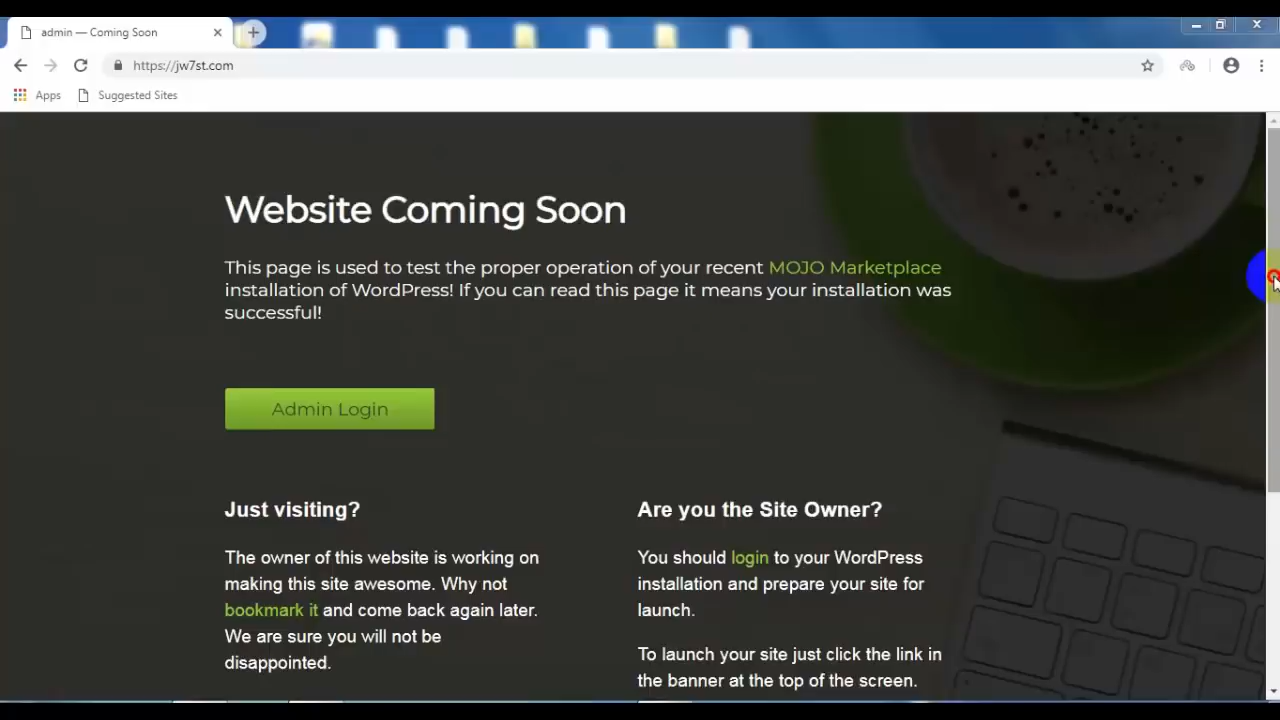 admin — Coming Soon
https://jw7st.com
Apps
Suggested Sites
Website Coming Soon
This page is used to test the proper operation of your recent MOJO Marketplace
installation of WordPress! If you can read this page it means your installation was
successful!
Admin Login
Just visiting?
The owner of this website is working on
making this site awesome. Why not
bookmark it and come back again later.
We are sure you will not be
disappointed.
Are you the Site Owner?
You should login to your WordPress
installation and prepare your site for
launch.
To launch your site just click the link in
the banner at the top of the screen.